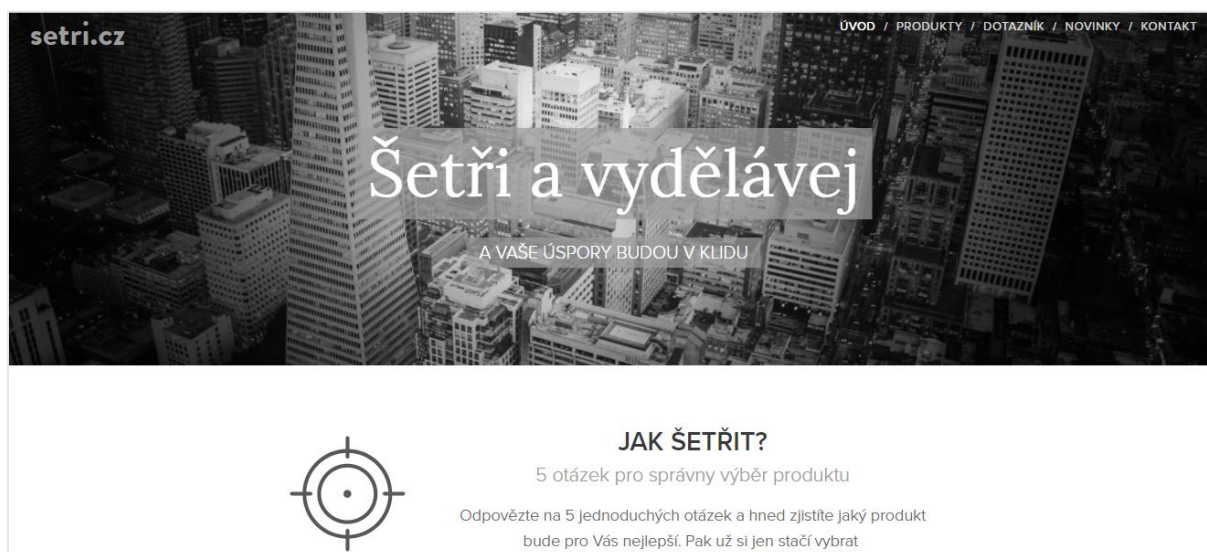 setri.cz
ÚVOD / PRODUKTY / DOTAZNÍK / NOVINKY / KONTAKT
Šetři a vydělávej
A VAŠE ÚSPORY BUDOU V KLIDU
JAK ŠETŘIT?
5 otázek pro správny výběr produktu
Odpovězte na 5 jednoduchých otázek a hned zjistíte jaký produkt
bude pro Vás nejlepší. Pak už si jen stačí vybrat